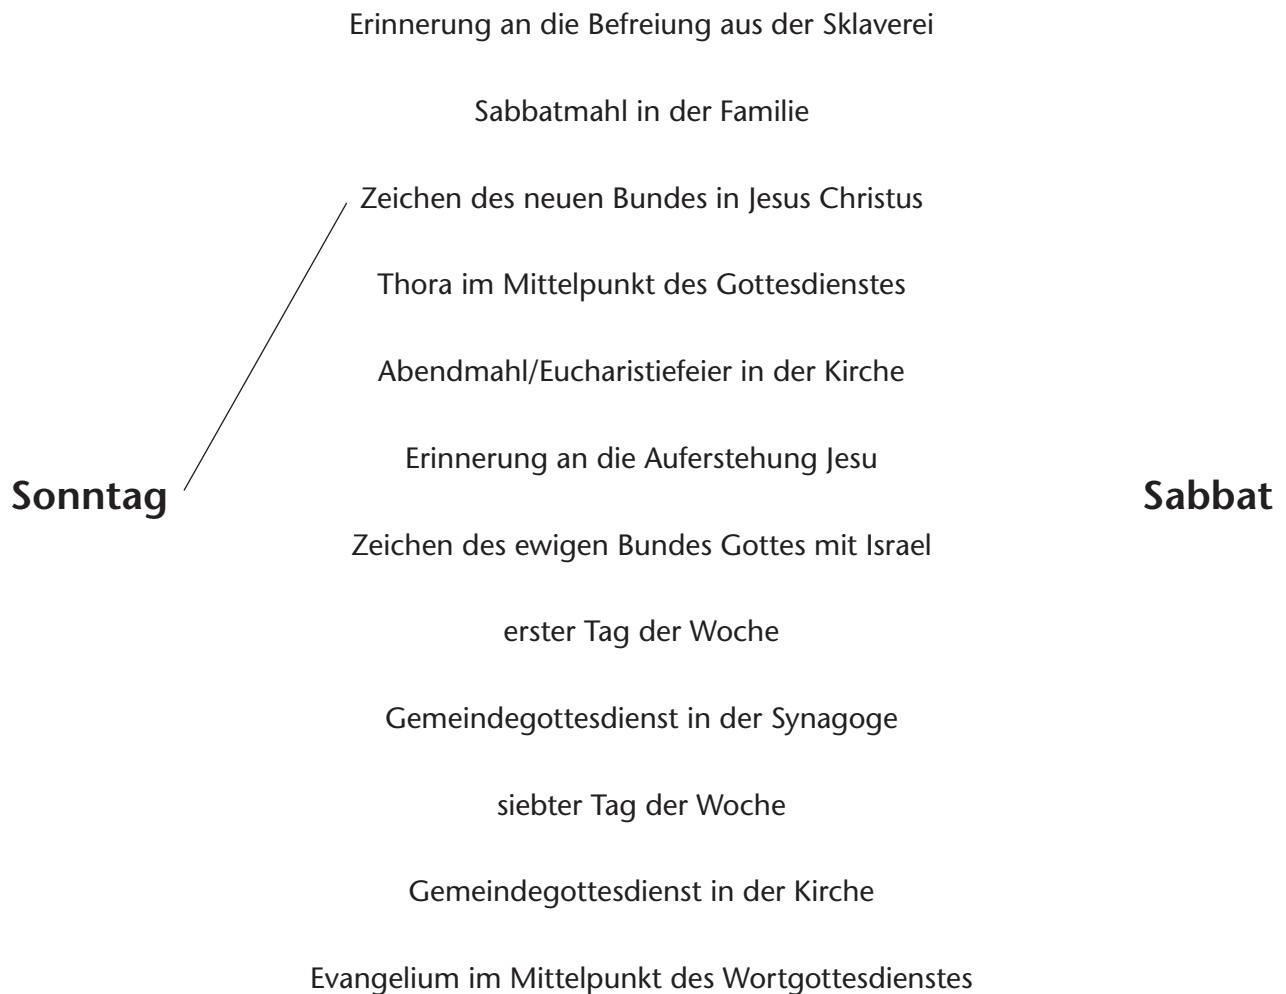 Erinnerung an die Befreiung aus der Sklaverei
Sabbatmahl in der Familie
Zeichen des neuen Bundes in Jesus Christus
Thora im Mittelpunkt des Gottesdienstes
Abendmahl/Eucharistiefeier in der Kirche
Erinnerung an die Auferstehung Jesu
Sonntag
Sabbat
Zeichen des ewigen Bundes Gottes mit Israel
erster Tag der Woche
Gemeindegottesdienst in der Synagoge
siebter Tag der Woche
Gemeindegottesdienst in der Kirche
Evangelium im Mittelpunkt des Wortgottesdienstes